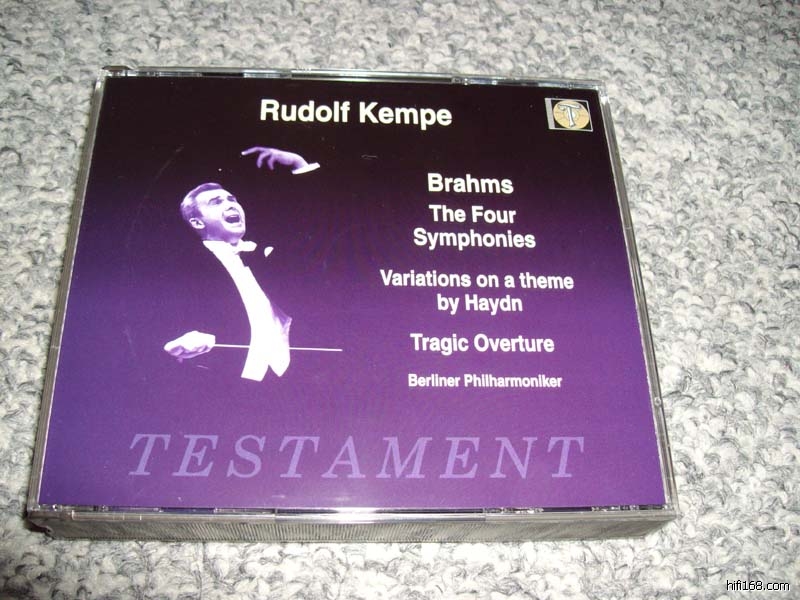 Rudolf Kempe
Brahms
The Four
Symphonies
Variations on a theme
by Haydn
Tragic Overture
Berliner Philharmoniker
TESTAMENT
hifi168.com